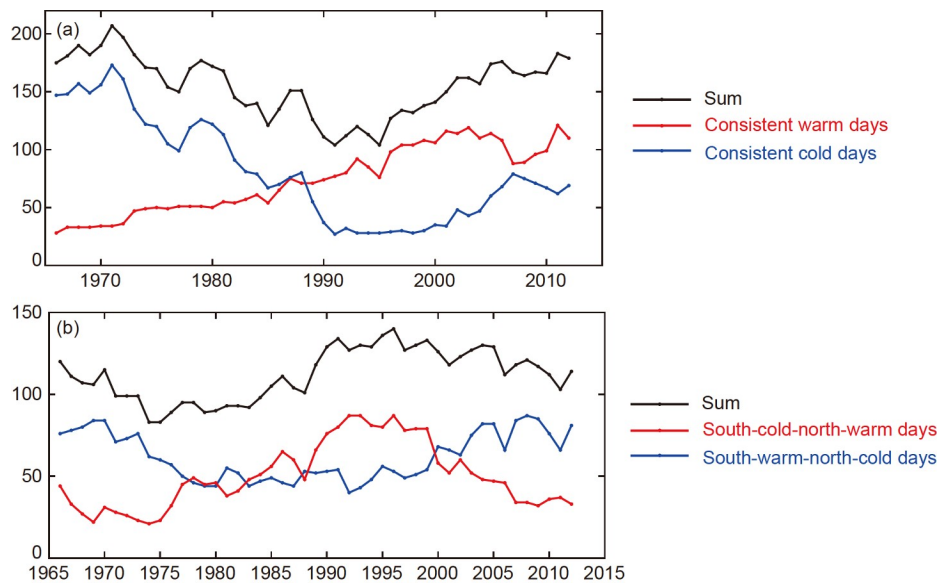 (a)
200
150
100
50
0
1970 1980 1990 2000 2010
Sum
Consistent warm days
Consistent cold days
(b)
150
100
50
0
1965 1970 1975 1980 1985 1990 1995 2000 2005 2010 2015
Sum
South-cold-north-warm days
South-warm-north-cold days